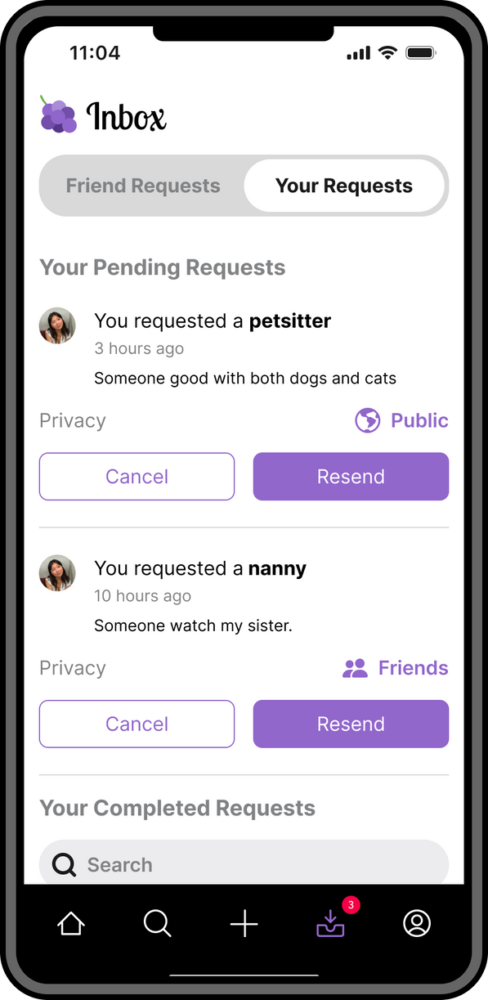 11:04
Inbox
Friend Requests Your Requests
Your Pending Requests
You requested a petsitter
3 hours ago
Someone good with both dogs and cats
Privacy Public
Cancel Resend
You requested a nanny
10 hours ago
Someone watch my sister.
Privacy Friends
Cancel Resend
Your Completed Requests
Search
3